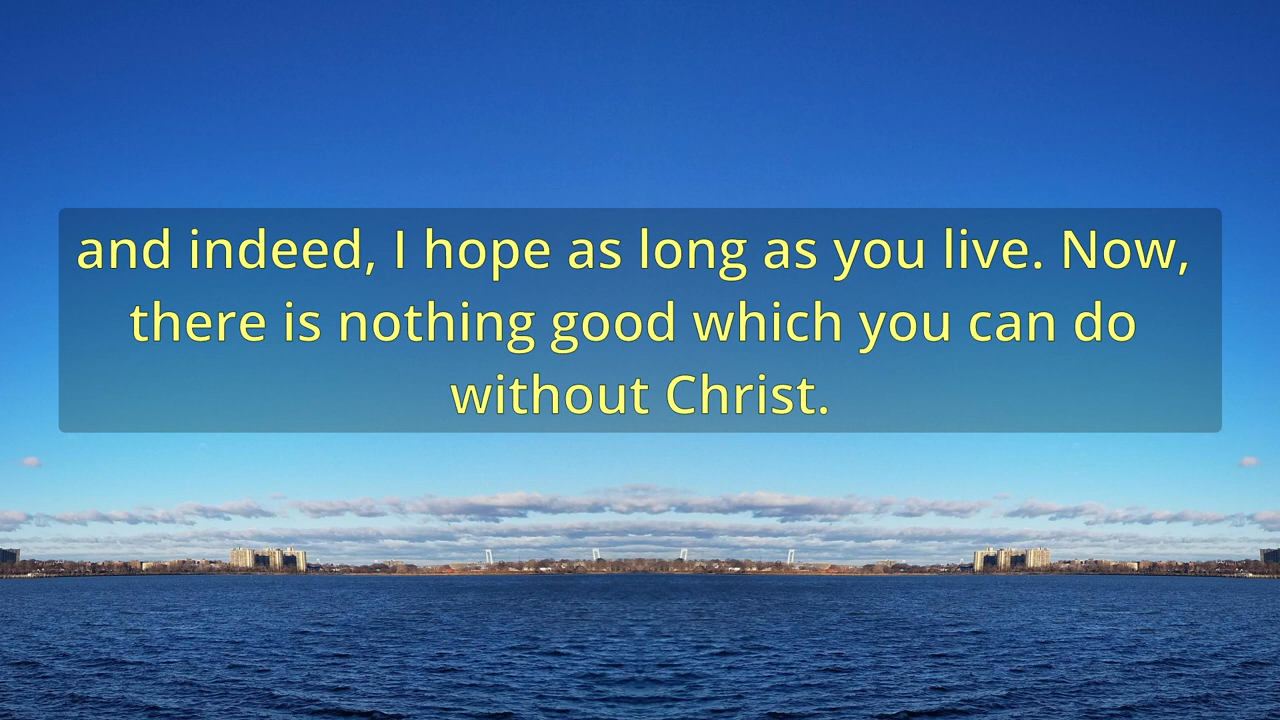 and indeed, I hope as long as you live. Now,
there is nothing good which you can do
without Christ.